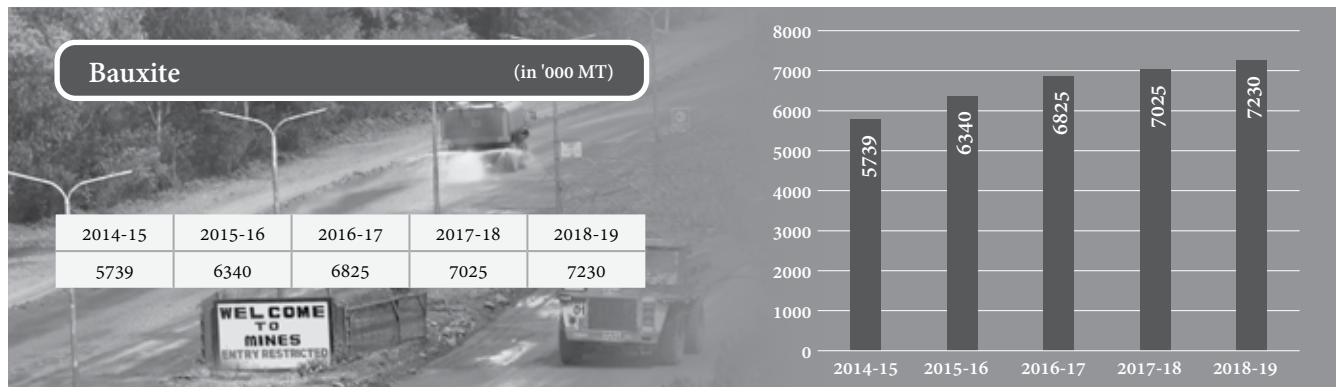 Bauxite (in '000 MT)
2014-15 2015-16 2016-17 2017-18 2018-19
5739 6340 6825 7025 7230
WELCOME
TO
MINES
ENTRY RESTRICTED
8000
7000
6000
5000
4000
3000
2000
1000
0
5739 6340 6825 7025 7230
2014-15 2015-16 2016-17 2017-18 2018-19